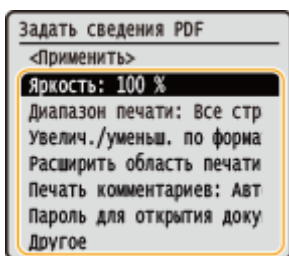 Задать сведения PDF
<Применить>
Яркость: 100 %
Диапазон печати: Все стр
Увелич./уменьш. по форма
Расширить область печати
Печать комментариев: Авт
Пароль для открытия доку
Другое